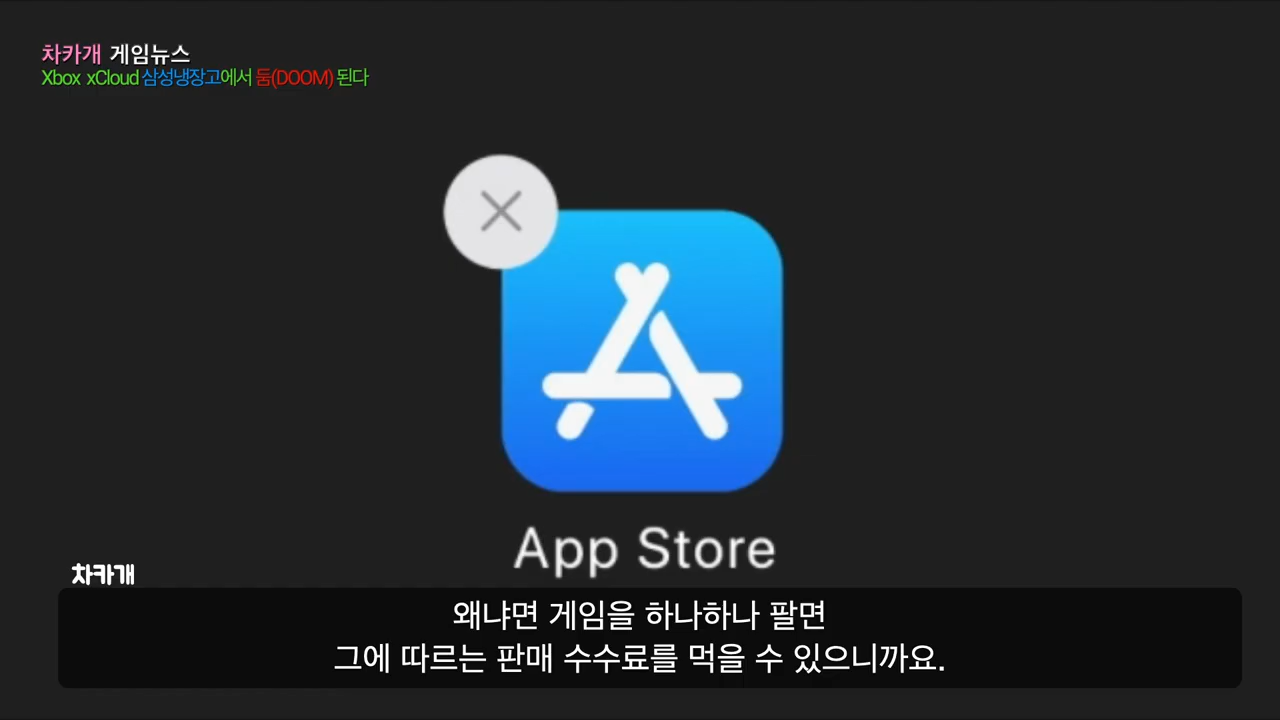 차카개 게임뉴스
Xbox xCloud 삼성냉장고에서 둠(DOOM) 된다
App Store
차카개
왜냐면 게임을 하나하나 팔면
그에 따르는 판매 수수료를 먹을 수 있으니까요.